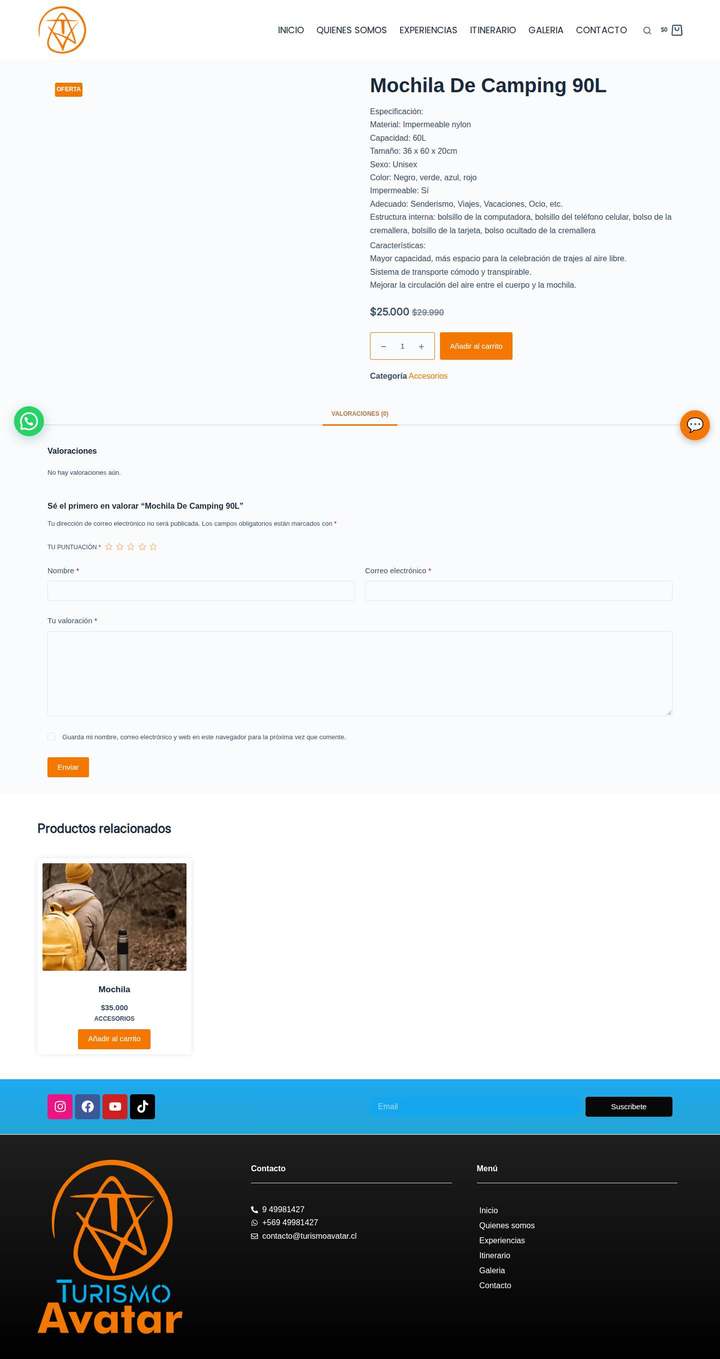 INICIO QUIENES SOMOS EXPERIENCIAS ITINERARIO GALERIA CONTACTO $0
OFERTA
Mochila De Camping 90L
Especificación:
Material: Impermeable nylon
Capacidad: 60L
Tamaño: 36 x 60 x 20cm
Sexo: Unisex
Color: Negro, verde, azul, rojo
Impermeable: Sí
Adecuado: Senderismo, Viajes, Vacaciones, Ocio, etc.
Estructura interna: bolsillo de la computadora, bolsillo del teléfono celular, bolso de la
cremallera, bolsillo de la tarjeta, bolso ocultado de la cremallera
Características:
Mayor capacidad, más espacio para la celebración de trajes al aire libre.
Sistema de transporte cómodo y transpirable.
Mejorar la circulación del aire entre el cuerpo y la mochila.
$25.000 $29.990
− 1 + Añadir al carrito
Categoría Accesorios
VALORACIONES (0)
Valoraciones
No hay valoraciones aún.
Sé el primero en valorar “Mochila De Camping 90L”
Tu dirección de correo electrónico no será publicada. Los campos obligatorios están marcados con *
TU PUNTUACIÓN *
Nombre * Correo electrónico *
Tu valoración *
Guarda mi nombre, correo electrónico y web en este navegador para la próxima vez que comente.
Enviar
Productos relacionados
Mochila
$35.000
ACCESORIOS
Añadir al carrito
Email Suscribete
Contacto
9 49981427
+569 49981427
contacto@turismoavatar.cl
Menú
Inicio
Quienes somos
Experiencias
Itinerario
Galeria
Contacto
TURISMO
Avatar